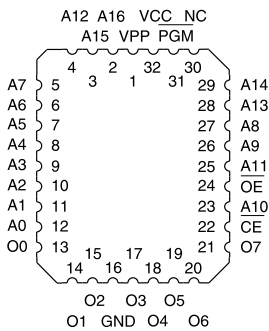 A12 A16 VCC NC
A15 VPP PGM
4 2 32 30
3 1 31
A7 5 29 A14
A6 6 28 A13
A5 7 27 A8
A4 8 26 A9
A3 9 25 A11
A2 10 24 OE
A1 11 23 A10
A0 12 22 CE
O0 13 21 O7
15 17 19
14 16 18 20
O2 O3 O5
O1 GND O4 O6